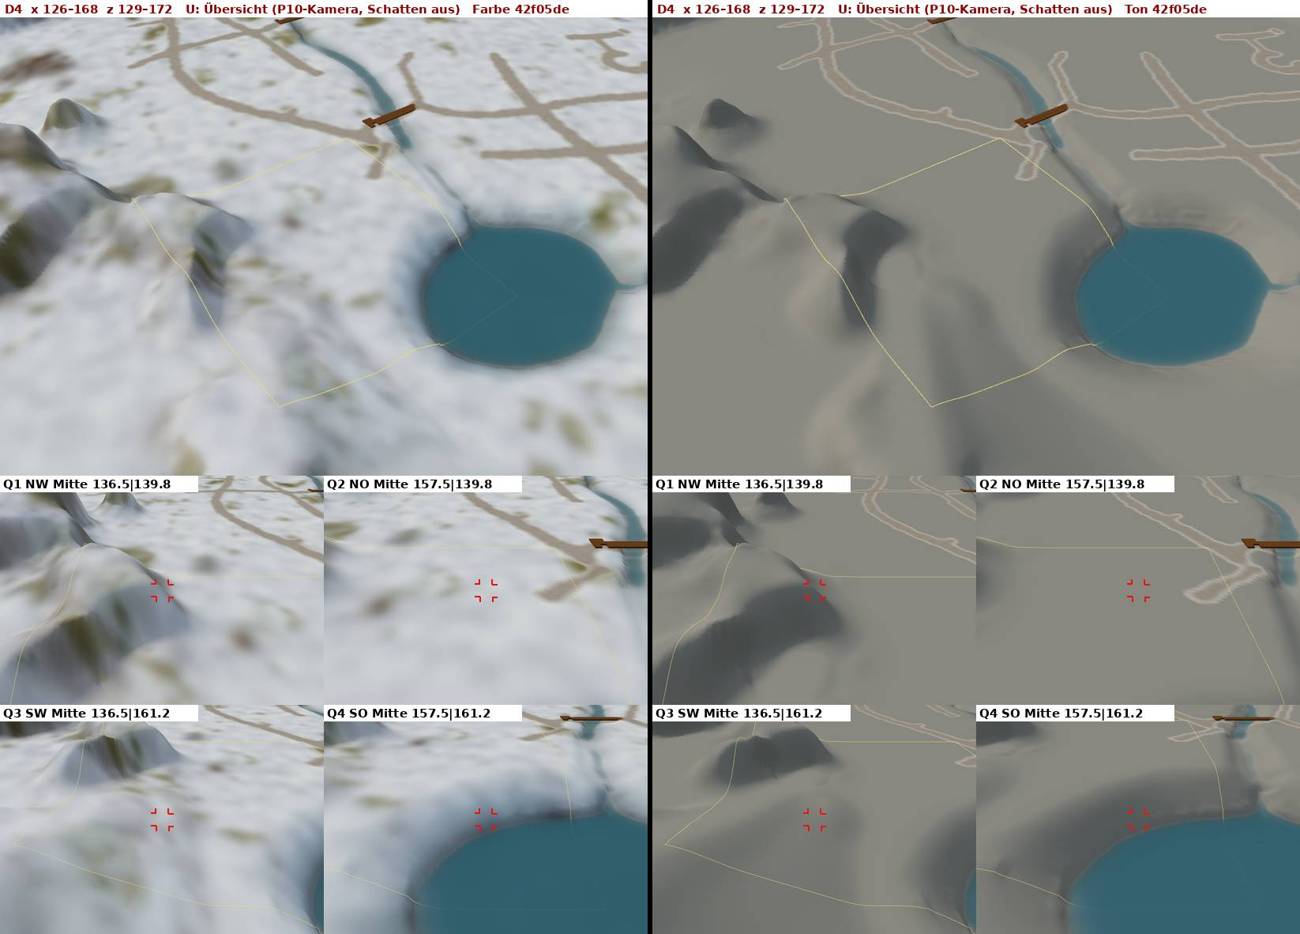 D4 x 126–168 z 129–172 U: Übersicht (P10-Kamera, Schatten aus) Farbe 42f05de
D4 x 126–168 z 129–172 U: Übersicht (P10-Kamera, Schatten aus) Ton 42f05de
Q1 NW Mitte 136.5|139.8
Q2 NO Mitte 157.5|139.8
Q1 NW Mitte 136.5|139.8
Q2 NO Mitte 157.5|139.8
Q3 SW Mitte 136.5|161.2
Q4 SO Mitte 157.5|161.2
Q3 SW Mitte 136.5|161.2
Q4 SO Mitte 157.5|161.2